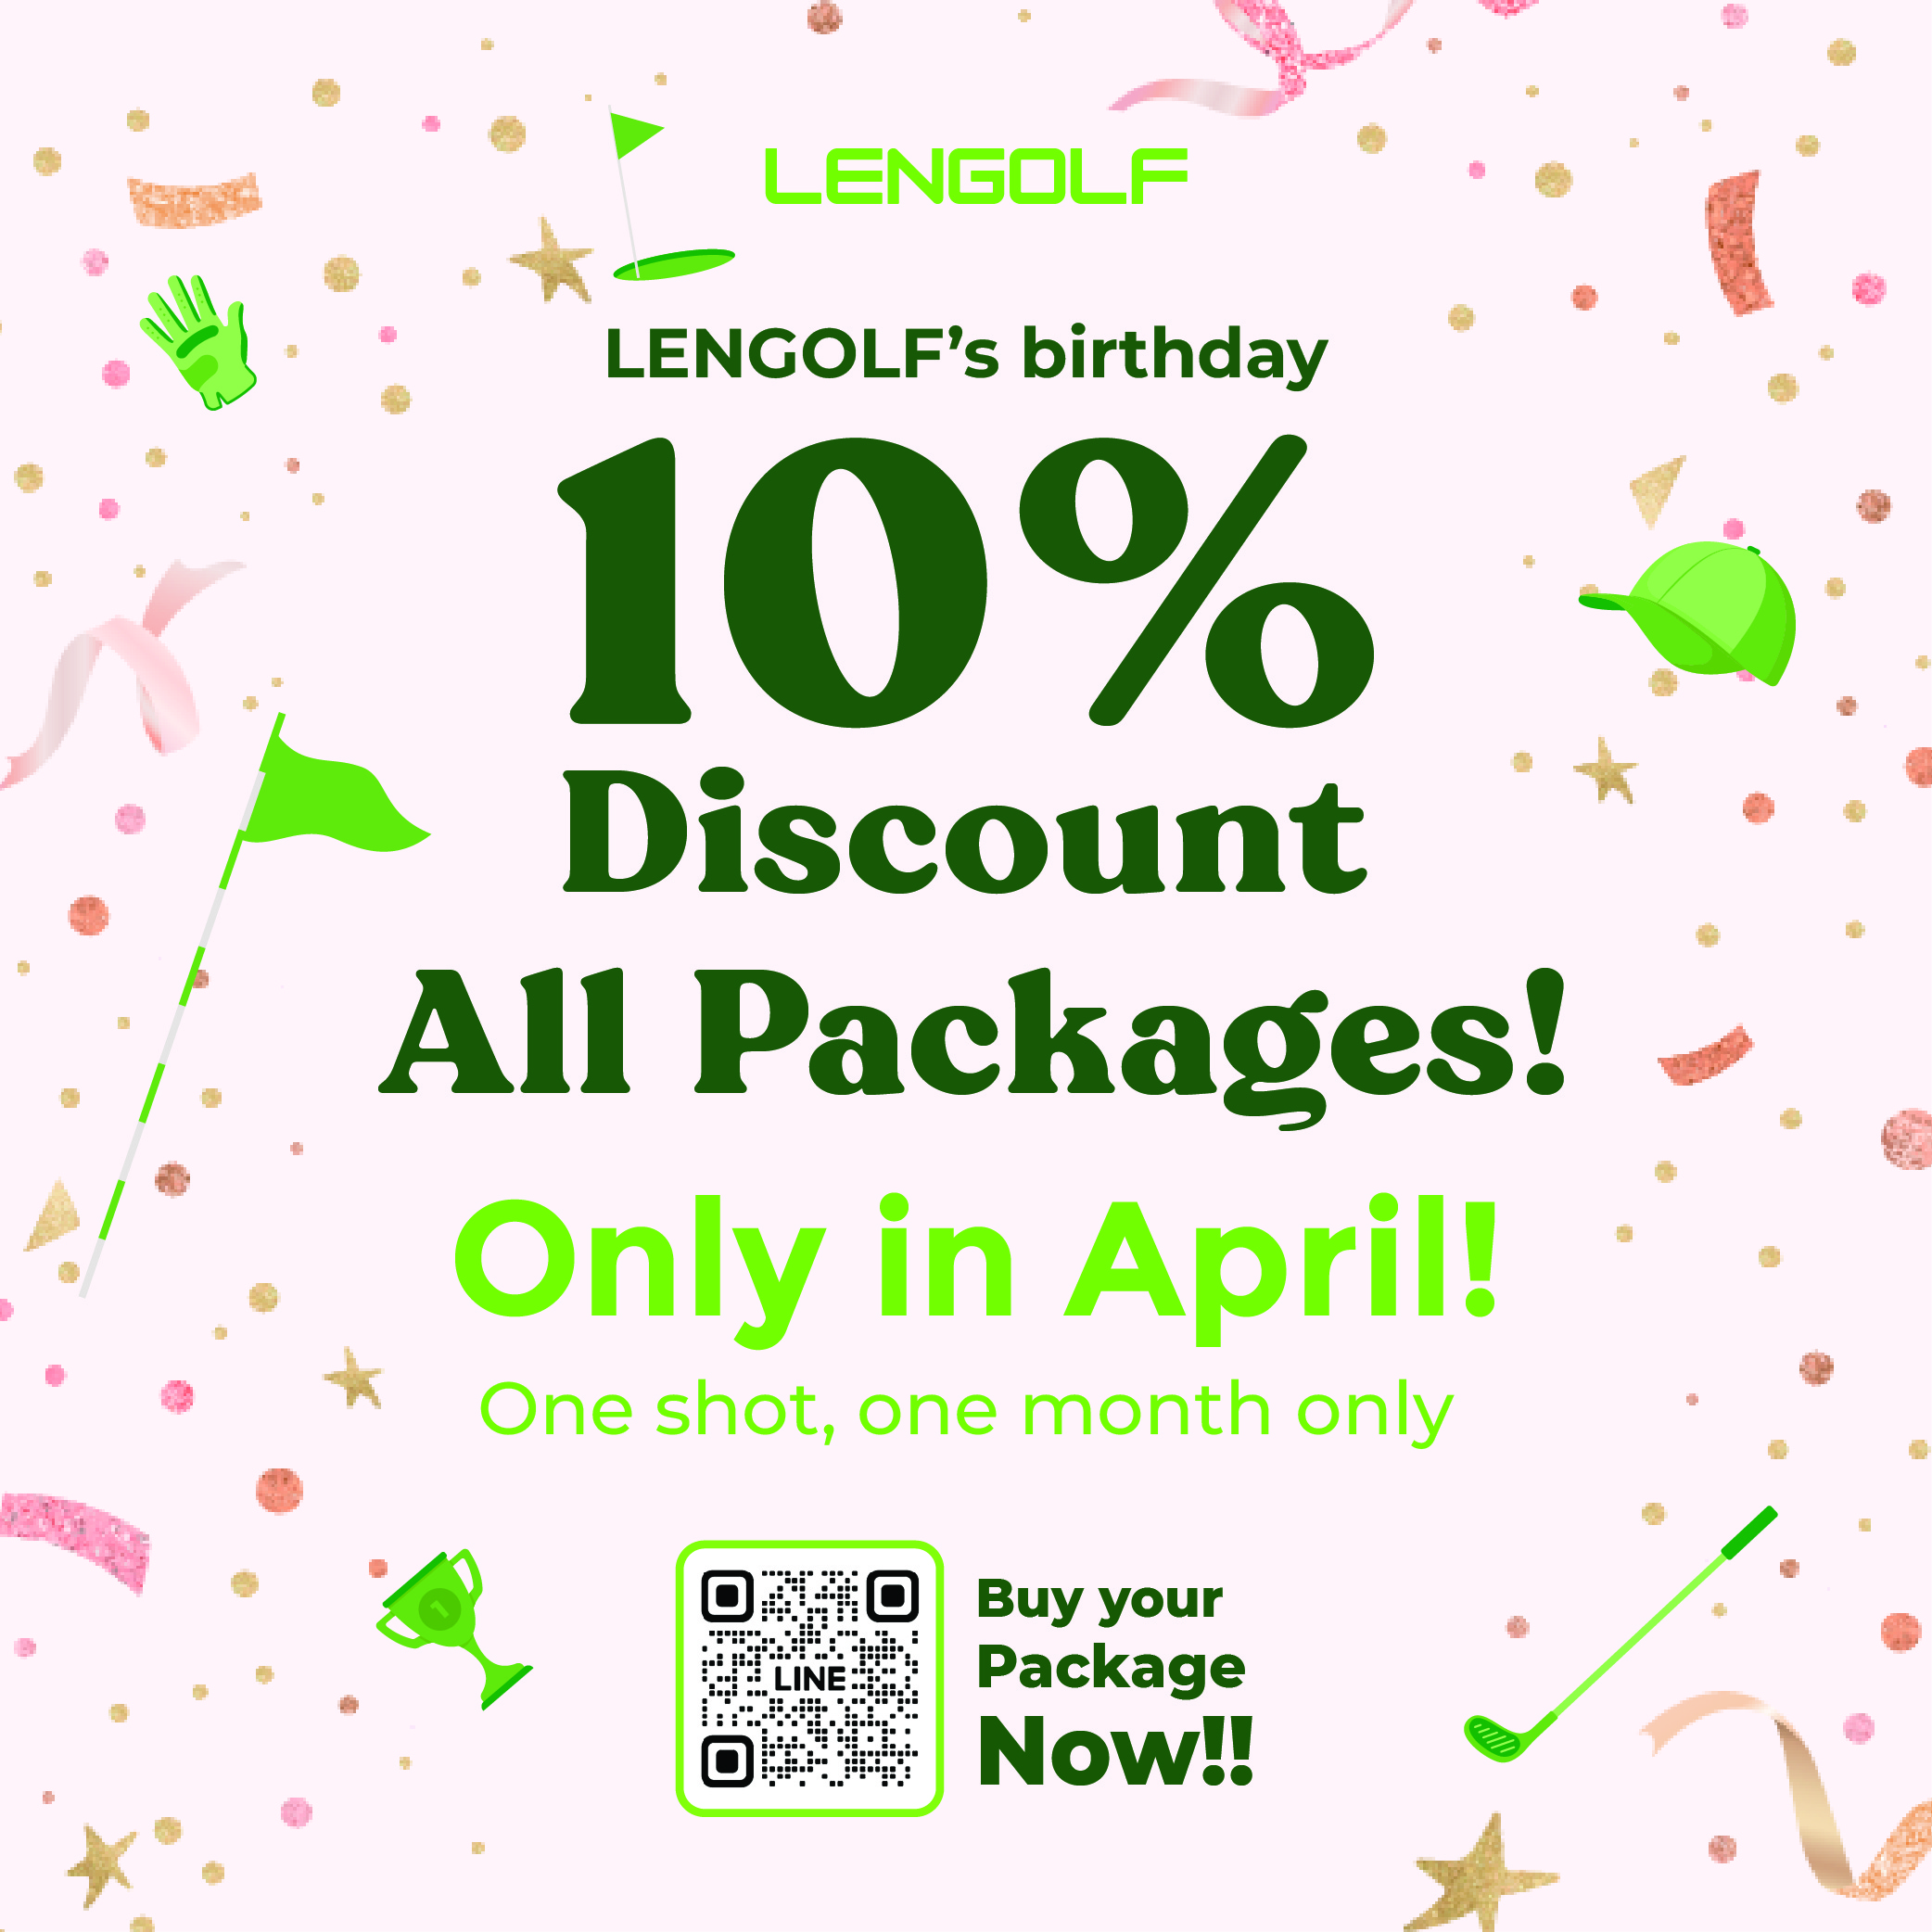 LENGOLF
LENGOLF's birthday
10%
Discount
All Packages!
Only in April!
One shot, one month only
LINE
Buy your
Package
Now!!
1